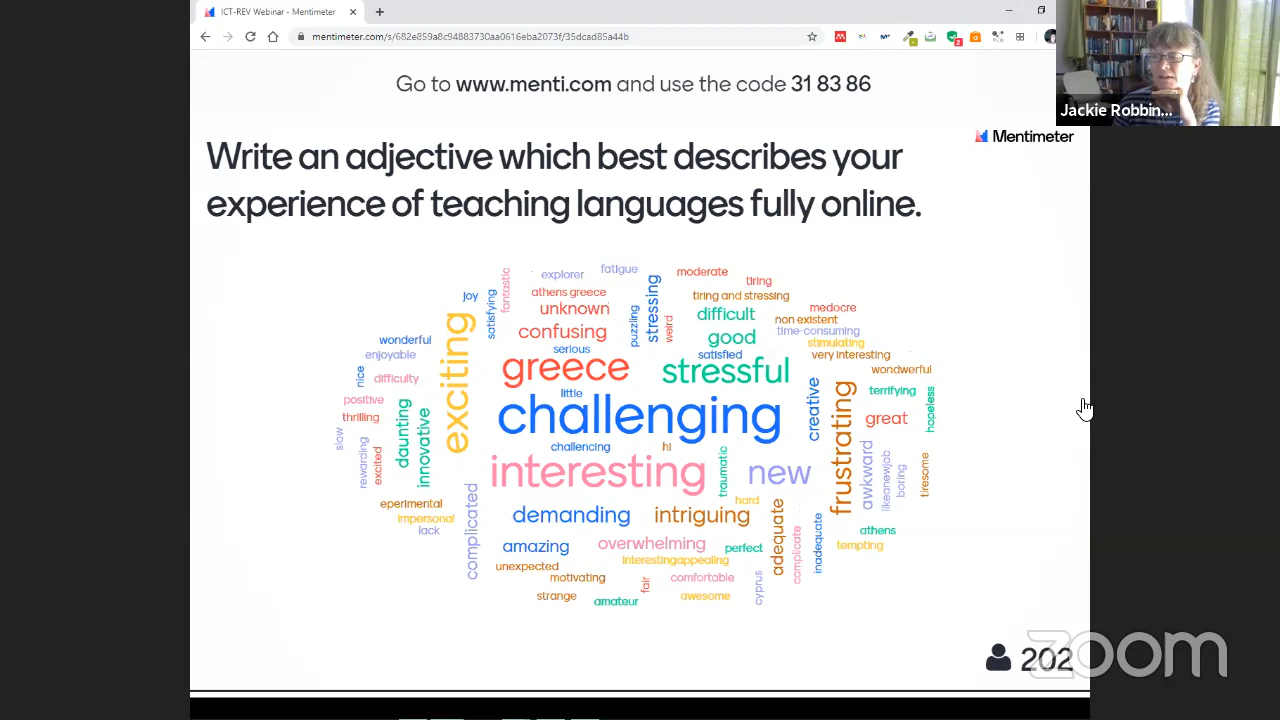 ICT-REV Webinar - Mentimeter
mentimeter.com/s/682e859a8c94883730aa0616eba2073f/35dcad85a44b
Go to www.menti.com and use the code 31 83 86
Jackie Robbin...
Mentimeter
Write an adjective which best describes your
experience of teaching languages fully online.
joy
satisfying
fantastic
explorer
fatigue
moderate
tiring
athens greece
tiring and stressing
unknown
puzzling
stressing
weird
difficult
medocre
non existent
confusing
good
time-consuming
wonderful
exciting
serious
satisfied
stimulating
enjoyable
very interesting
nice
difficulty
greece
stressful
wondwerful
positive
little
creative
frustrating
terrifying
hopeless
thrilling
daunting
innovative
challenging
great
slow
rewarding
excited
challencing
hi
traumatic
awkward
likeanewjob
boring
tiresome
interesting
new
eperimental
complicated
hard
impersonal
demanding
intriguing
adequate
inadequate
athens
lack
amazing
overwhelming
perfect
complicate
tempting
unexpected
interestingappealing
motivating
fair
comfortable
cyprus
strange
amateur
awesome
202
zoom